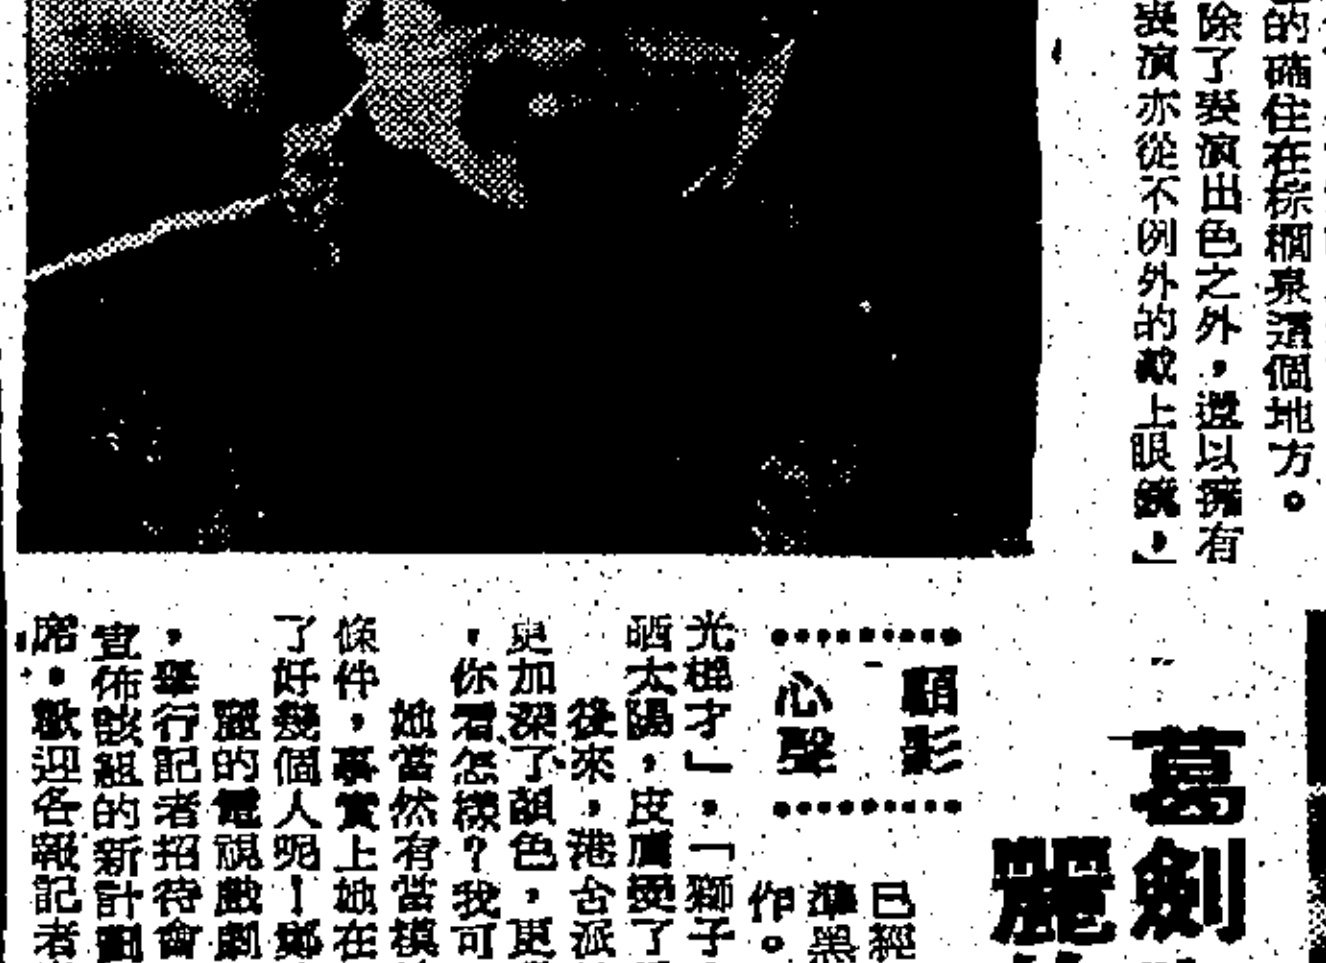 的確住在棕櫚泉這個地方。
除了表演出色之外，還以擁有
表演亦從不例外的戴上眼鏡，」
葛劍
麗
顧影
心聲
已經
準黑
作。
光棍才」，「獅子
晒太陽，皮膚變了
後來，港台派
更加深了顏色，更
，你看怎樣？我可
她當然有當模
條件，事實上她在
了好幾個人呢！鄭
麗的電視戲劇
，舉行記者招待會
宣佈該組的新計劃
席，歡迎各報記者